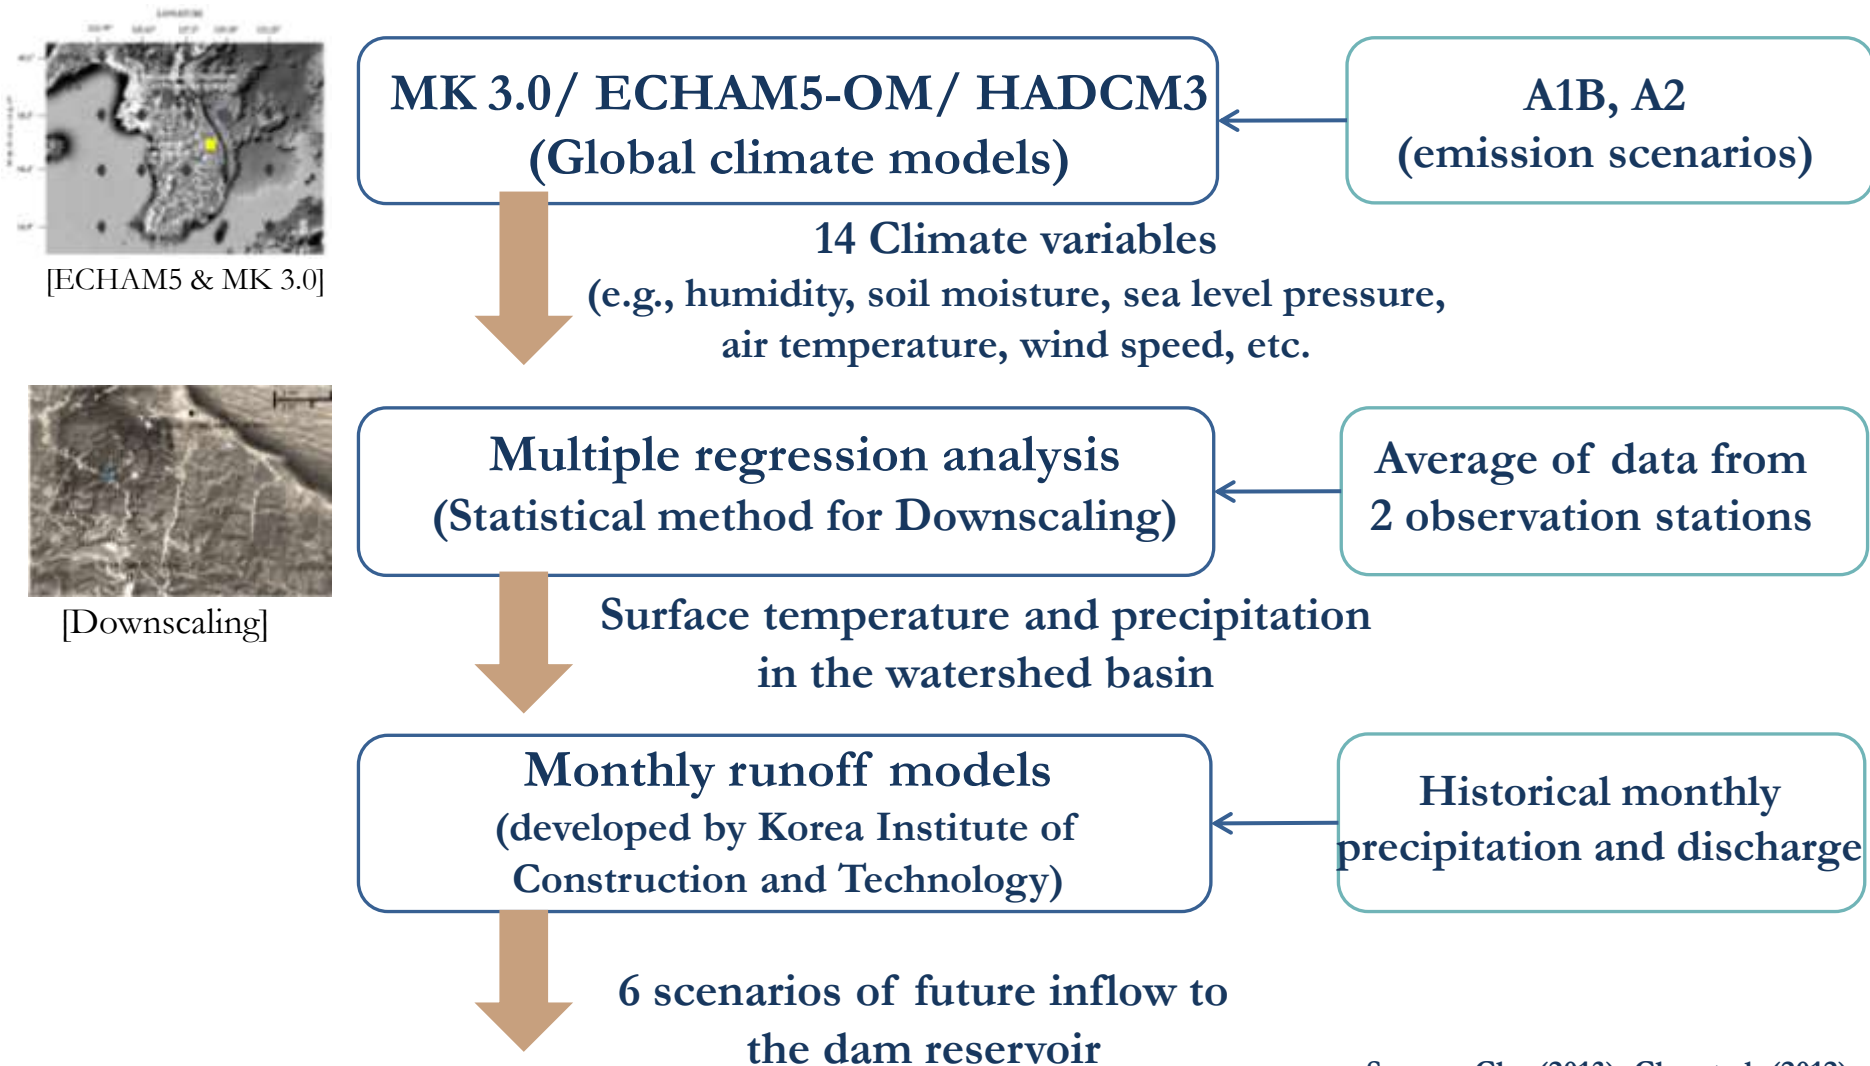 MK 3.0/ ECHAM5-OM/ HADCM3
(Global climate models)
A1B, A2
(emission scenarios)
[ECHAM5 & MK 3.0]
14 Climate variables
(e.g., humidity, soil moisture, sea level pressure,
air temperature, wind speed, etc.
Multiple regression analysis
(Statistical method for Downscaling)
Average of data from
2 observation stations
[Downscaling]
Surface temperature and precipitation
in the watershed basin
Monthly runoff models
(developed by Korea Institute of
Construction and Technology)
Historical monthly
precipitation and discharge
6 scenarios of future inflow to
the dam reservoir